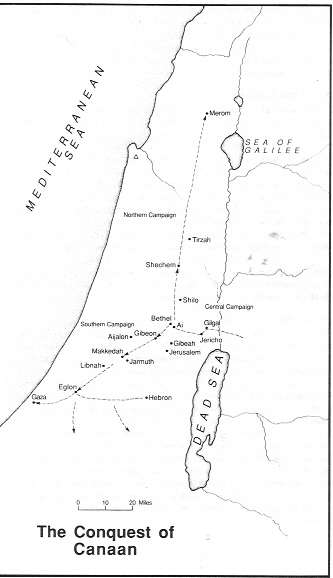 MEDITERRANEAN
SEA
Merom
SEA OF
GALILEE
Northern Campaign
Tirzah
Shechem
Shilo
Central Campaign
Bethel
Ai
Gilgal
Southern Campaign
Gibeon
Aijalon
Jericho
Gibeah
Jerusalem
Makkedah
Jarmuth
Libnah
DEAD SEA
Eglon
Gaza
Hebron
0 10 20 Miles
The Conquest of
Canaan